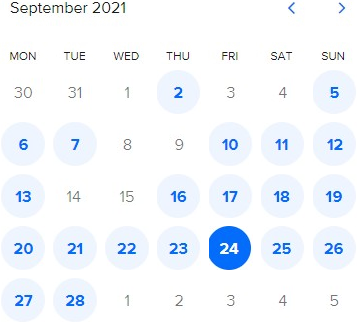 September 2021
MON TUE WED THU FRI SAT SUN
30 31 1 2 3 4 5
6 7 8 9 10 11 12
13 14 15 16 17 18 19
20 21 22 23 24 25 26
27 28 1 2 3 4 5